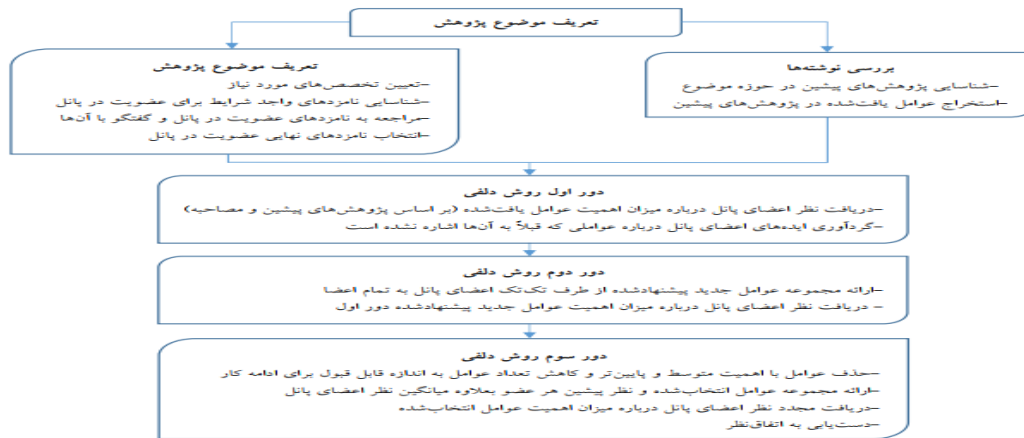 تعریف موضوع پژوهش
بررسی نوشته‌ها
-شناسایی پژوهش‌های پیشین در حوزه موضوع
-استخراج عوامل یافت‌شده در پژوهش‌های پیشین
تعریف موضوع پژوهش
-تعیین تخصص‌های مورد نیاز
-شناسایی نامزدهای واجد شرایط برای عضویت در پانل
-مراجعه به نامزدهای عضویت در پانل و گفتگو با آن‌ها
-انتخاب نامزدهای نهایی عضویت در پانل
دور اول روش دلفی
-دریافت نظر اعضای پانل درباره میزان اهمیت عوامل یافت‌شده (بر اساس پژوهش‌های پیشین و مصاحبه)
-گردآوری ایده‌های اعضای پانل درباره عواملی که قبلاً به آن‌ها اشاره نشده است
دور دوم روش دلفی
-ارائه مجموعه عوامل جدید پیشنهادشده از طرف تک‌تک اعضای پانل به تمام اعضا
- دریافت نظر اعضای پانل درباره میزان اهمیت عوامل جدید پیشنهادشده دور اول
دور سوم روش دلفی
-حذف عوامل با اهمیت متوسط و پایین‌تر و کاهش تعداد عوامل به اندازه قابل قبول برای ادامه کار
-ارائه مجموعه عوامل انتخاب‌شده و نظر پیشین هر عضو بعلاوه میانگین نظر اعضای پانل
-دریافت مجدد نظر اعضای پانل درباره میزان اهمیت عوامل انتخاب‌شده
-دست‌یابی به اتفاق‌نظر